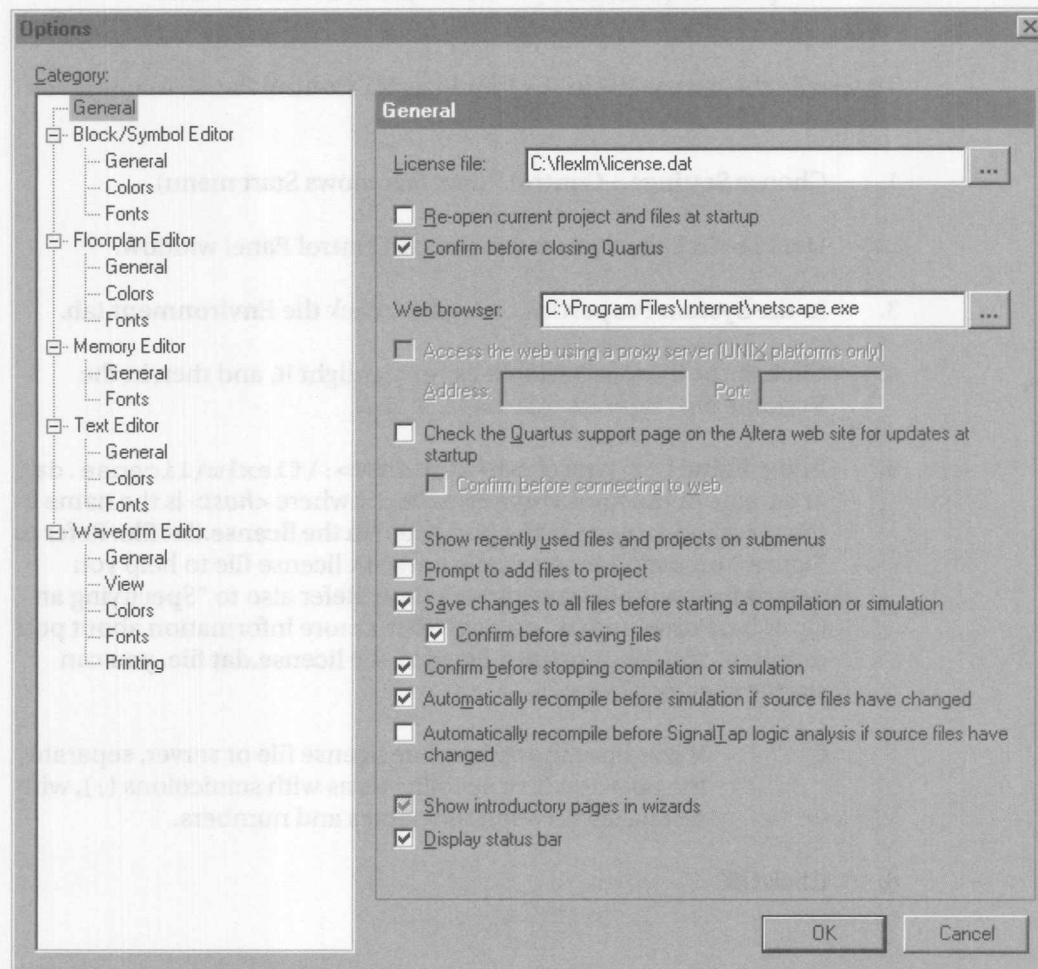 Options
Category:
General
Block/Symbol Editor
General
Colors
Fonts
Floorplan Editor
General
Colors
Fonts
Memory Editor
General
Fonts
Text Editor
General
Colors
Fonts
Waveform Editor
General
View
Colors
Fonts
Printing
General
License file: C:\flexlm\license.dat ...
Re-open current project and files at startup
Confirm before closing Quartus
Web browser: C:\Program Files\Internet\netscape.exe ...
Access the web using a proxy server (UNIX platforms only)
Address: Port:
Check the Quartus support page on the Altera web site for updates at
startup
Confirm before connecting to web
Show recently used files and projects on submenus
Prompt to add files to project
Save changes to all files before starting a compilation or simulation
Confirm before saving files
Confirm before stopping compilation or simulation
Automatically recompile before simulation if source files have changed
Automatically recompile before SignalTap logic analysis if source files have
changed
Show introductory pages in wizards
Display status bar
OK Cancel